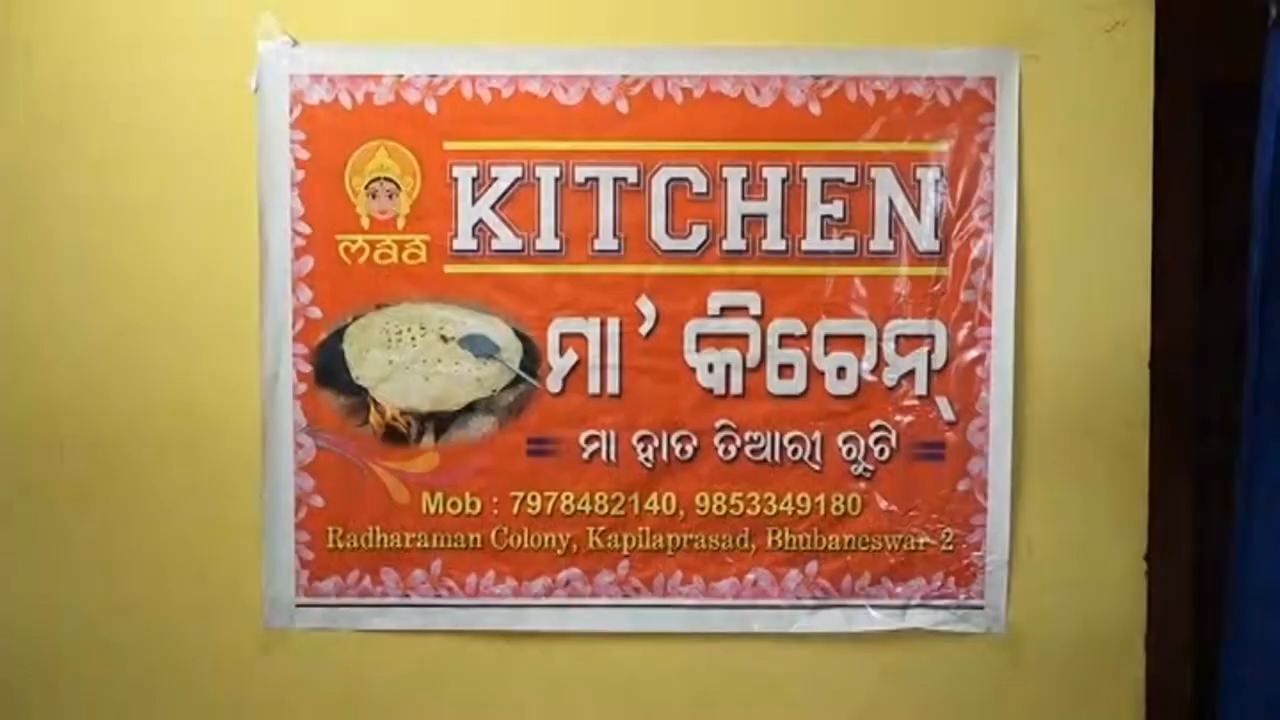 maa KITCHEN
ମା' କିଚେନ୍
ମା ହାତ ତିଆରୀ ରୁଟି
Mob : 7978482140, 9853349180
Radharaman Colony, Kapilaprasad, Bhubaneswar-2